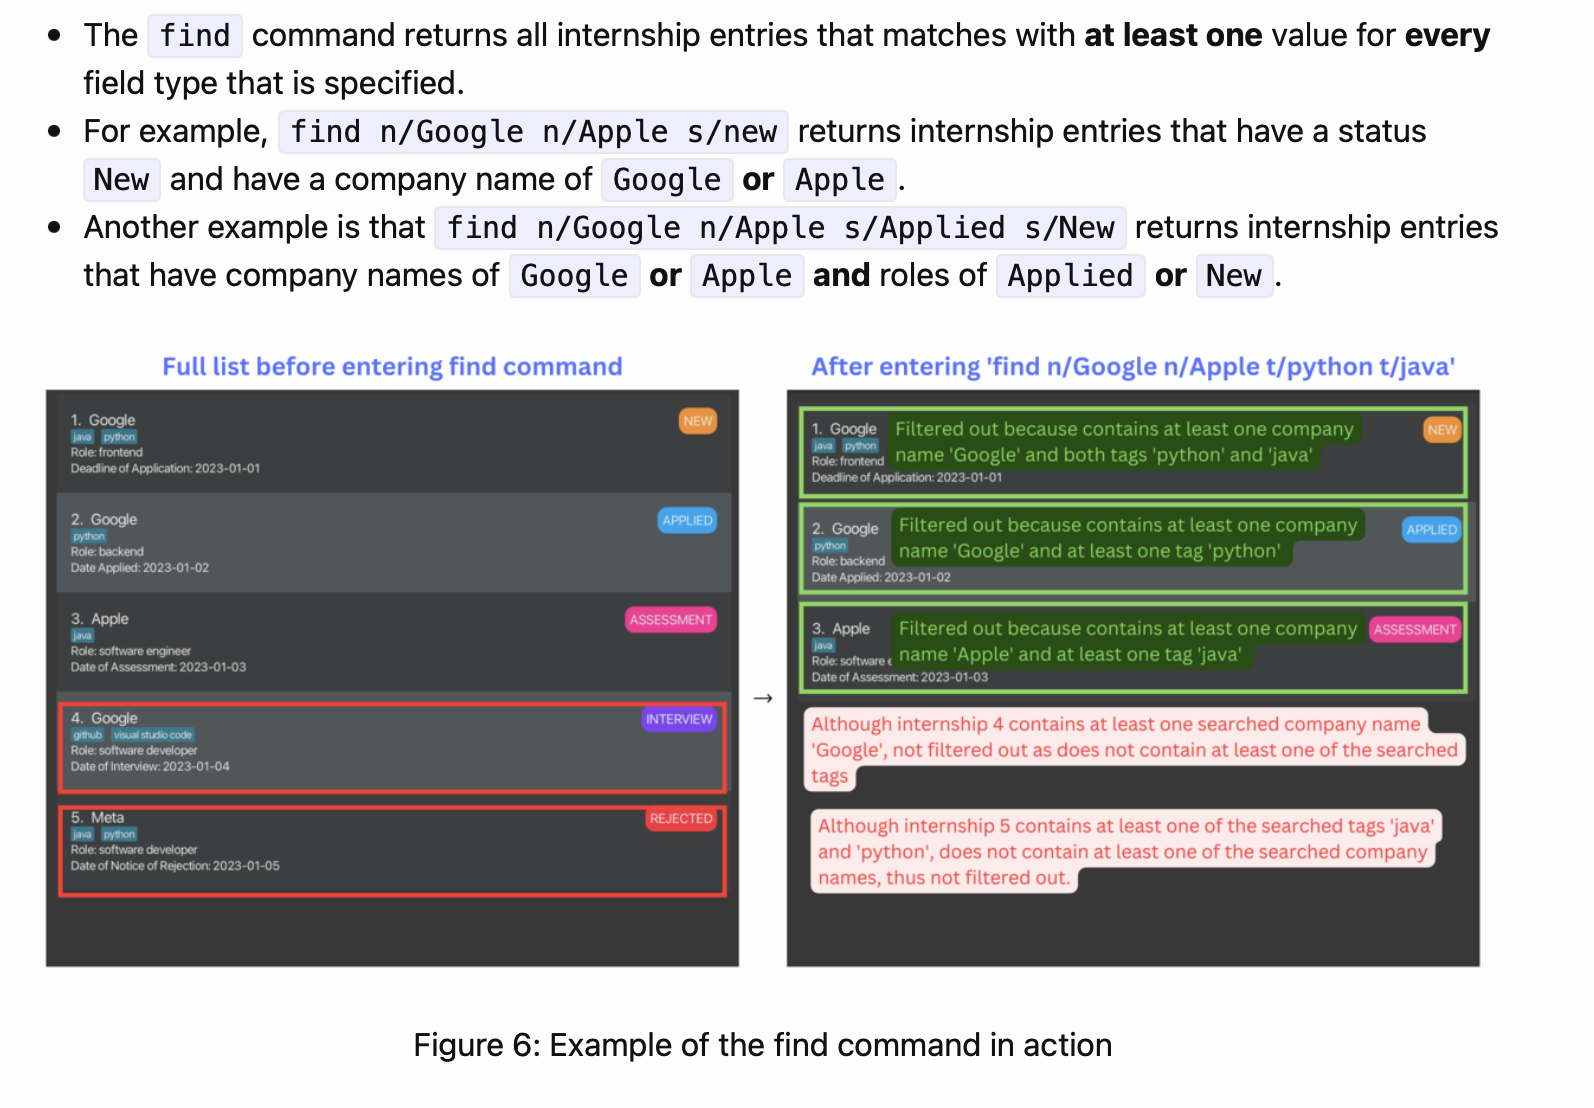 The find command returns all internship entries that matches with at least one value for every
field type that is specified.
For example, find n/Google n/Apple s/new returns internship entries that have a status
New and have a company name of Google or Apple.
Another example is that find n/Google n/Apple s/Applied s/New returns internship entries
that have company names of Google or Apple and roles of Applied or New.
Full list before entering find command
1. Google
NEW
java python
Role: frontend
Deadline of Application: 2023-01-01
2. Google
APPLIED
python
Role: backend
Date Applied: 2023-01-02
3. Apple
ASSESSMENT
java
Role: software engineer
Date of Assessment: 2023-01-03
4. Google
INTERVIEW
github visual studio code
Role: software developer
Date of Interview: 2023-01-04
5. Meta
REJECTED
java python
Role: software developer
Date of Notice of Rejection: 2023-01-05
→
After entering 'find n/Google n/Apple t/python t/java'
1. Google
NEW
java python
Role: frontend
Deadline of Application: 2023-01-01
Filtered out because contains at least one company
name 'Google' and both tags 'python' and 'java'
2. Google
APPLIED
python
Role: backend
Date Applied: 2023-01-02
Filtered out because contains at least one company
name 'Google' and at least one tag 'python'
3. Apple
ASSESSMENT
java
Role: software e
Date of Assessment: 2023-01-03
Filtered out because contains at least one company
name 'Apple' and at least one tag 'java'
Although internship 4 contains at least one searched company name
'Google', not filtered out as does not contain at least one of the searched
tags
Although internship 5 contains at least one of the searched tags 'java'
and 'python', does not contain at least one of the searched company
names, thus not filtered out.
Figure 6: Example of the find command in action